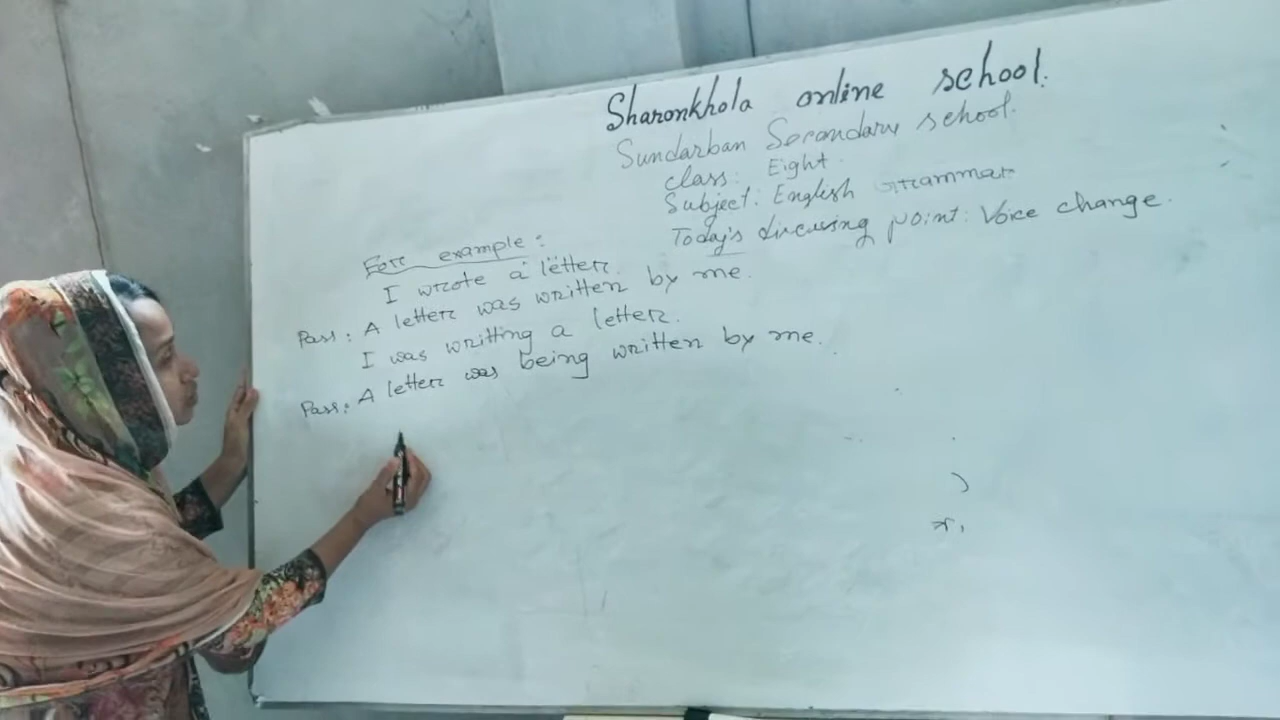 Sharonkhola online school.
Sundarban Secondary school.
class: Eight.
Subject: English Grammar
Today's discussing point: Voice change.
For example:
I wrote a letter.
Pass: A letter was written by me.
I was writting a letter.
Pass: A letter was being written by me.